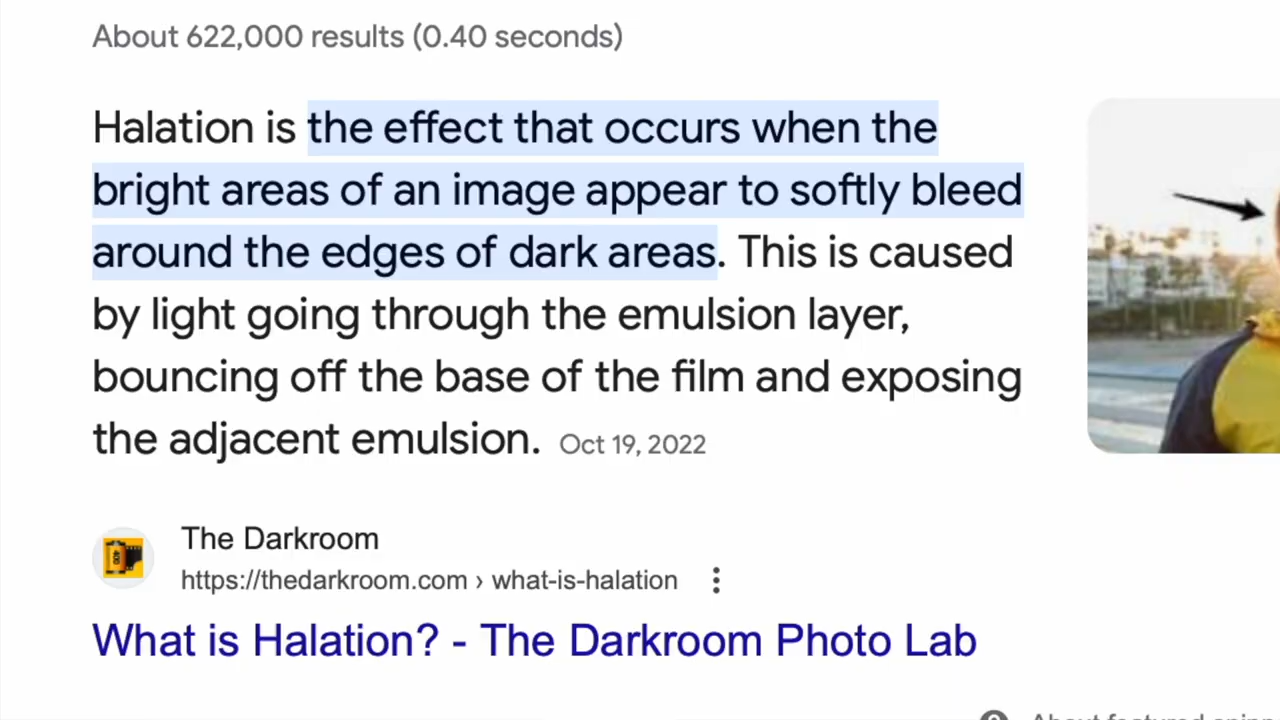 About 622,000 results (0.40 seconds)
Halation is the effect that occurs when the
bright areas of an image appear to softly bleed
around the edges of dark areas. This is caused
by light going through the emulsion layer,
bouncing off the base of the film and exposing
the adjacent emulsion. Oct 19, 2022
The Darkroom
https://thedarkroom.com › what-is-halation
What is Halation? - The Darkroom Photo Lab
About featured